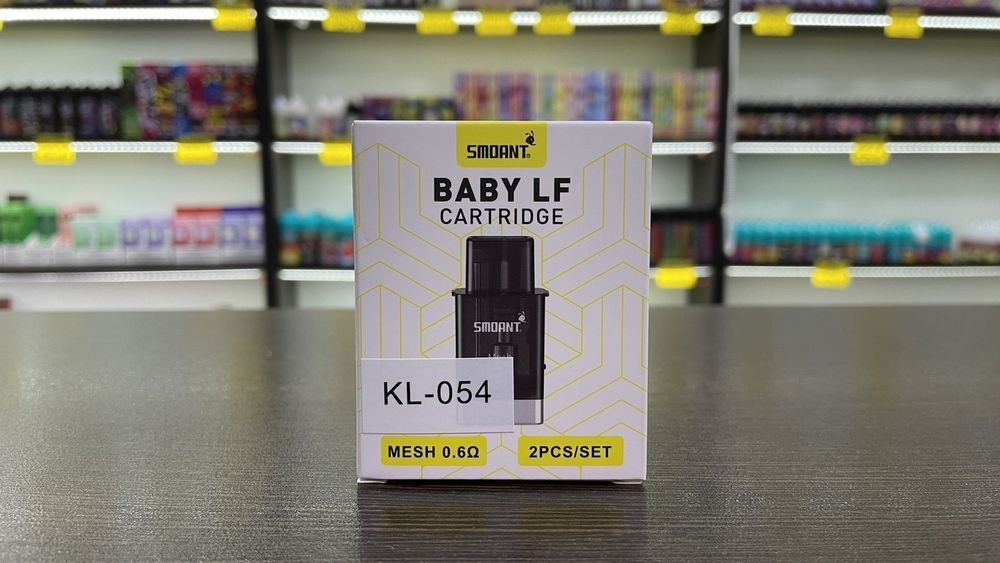 SMOANT
BABY LF
CARTRIDGE
SMOANT
KL-054
MESH 0.6Ω
2PCS/SET